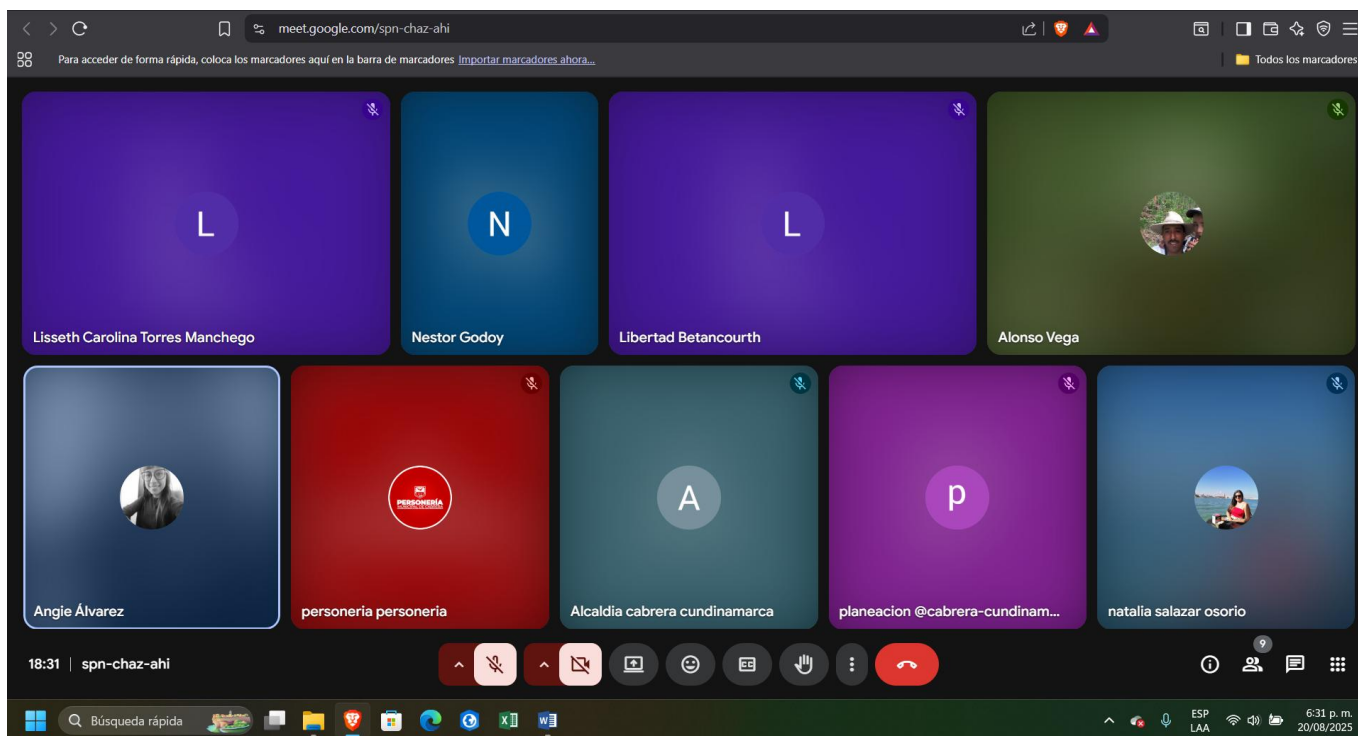 meet.google.com/spn-chaz-ahi
Para acceder de forma rápida, coloca los marcadores aquí en la barra de marcadores Importar marcadores ahora...
Todos los marcadores
L
N
L
Lisseth Carolina Torres Manchego
Nestor Godoy
Libertad Betancourth
Alonso Vega
PERSONERÍA
A
p
Angie Álvarez
personeria personeria
Alcaldia cabrera cundinamarca
planeacion @cabrera-cundinam...
natalia salazar osorio
18:31 | spn-chaz-ahi
9
Búsqueda rápida
ESP
LAA
6:31 p. m.
20/08/2025